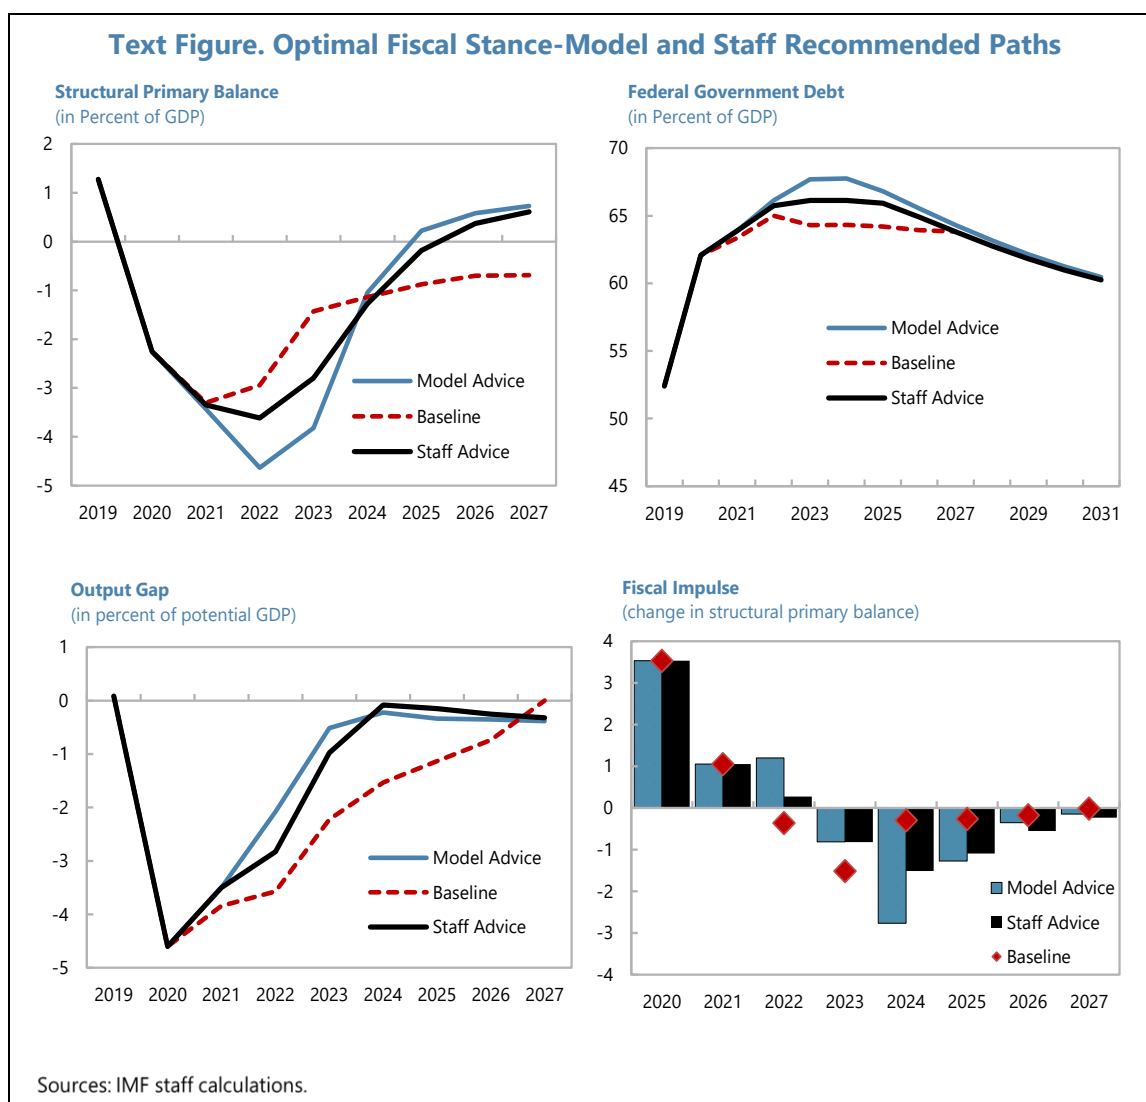 Text Figure. Optimal Fiscal Stance-Model and Staff Recommended Paths
Structural Primary Balance
(in Percent of GDP)
2
1
0
-1
-2
-3
-4
-5
Model Advice
Baseline
Staff Advice
2019 2020 2021 2022 2023 2024 2025 2026 2027
Federal Government Debt
(in Percent of GDP)
70
65
60
55
50
45
Model Advice
Baseline
Staff Advice
2019 2021 2023 2025 2027 2029 2031
Output Gap
(in percent of potential GDP)
1
0
-1
-2
-3
-4
-5
Model Advice
Baseline
Staff Advice
2019 2020 2021 2022 2023 2024 2025 2026 2027
Fiscal Impulse
(change in structural primary balance)
4
3
2
1
0
-1
-2
-3
-4
Model Advice
Staff Advice
Baseline
2020 2021 2022 2023 2024 2025 2026 2027
Sources: IMF staff calculations.